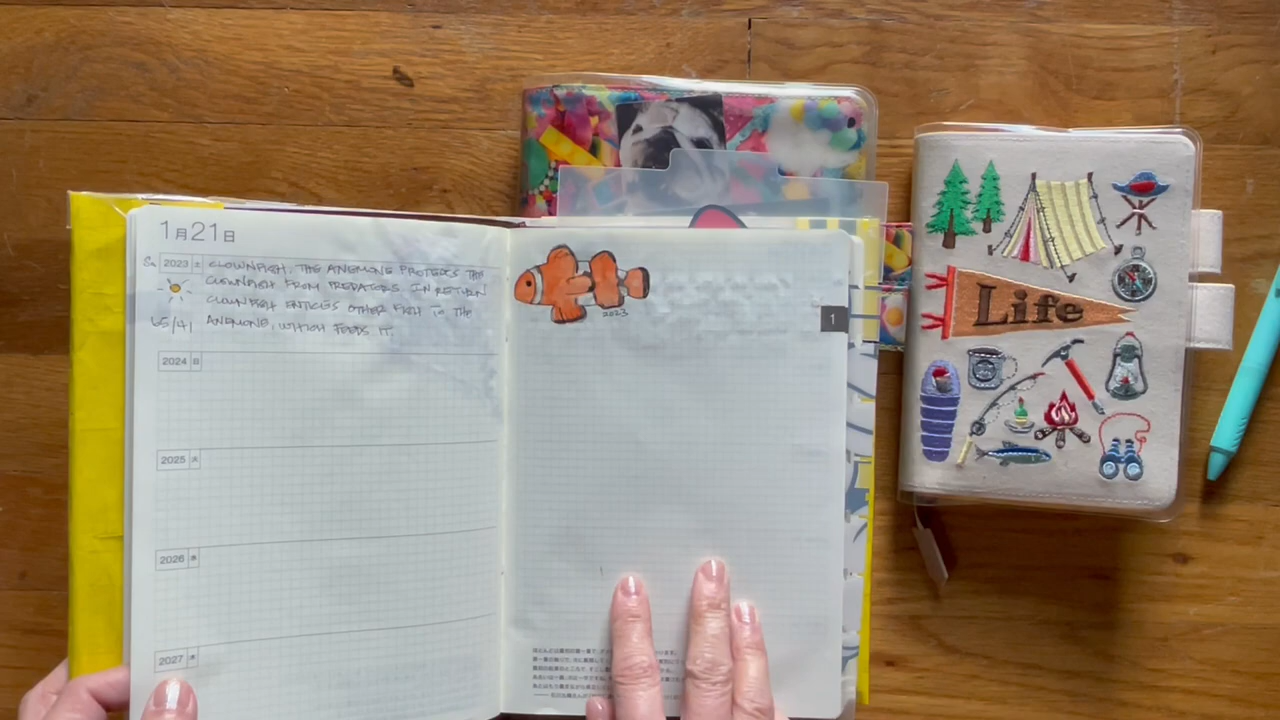 1月21日
Sa 2023 土 CLOWNFISH. THE ANEMONE PROTECTS THE
CLOWNFISH FROM PREDATORS. IN RETURN
CLOWNFISH ENTICES OTHER FISH TO THE
65/41 ANEMONE, WHICH FEEDS IT.
2024 日
2025 火
2026 水
2027 木
2023
1
Life